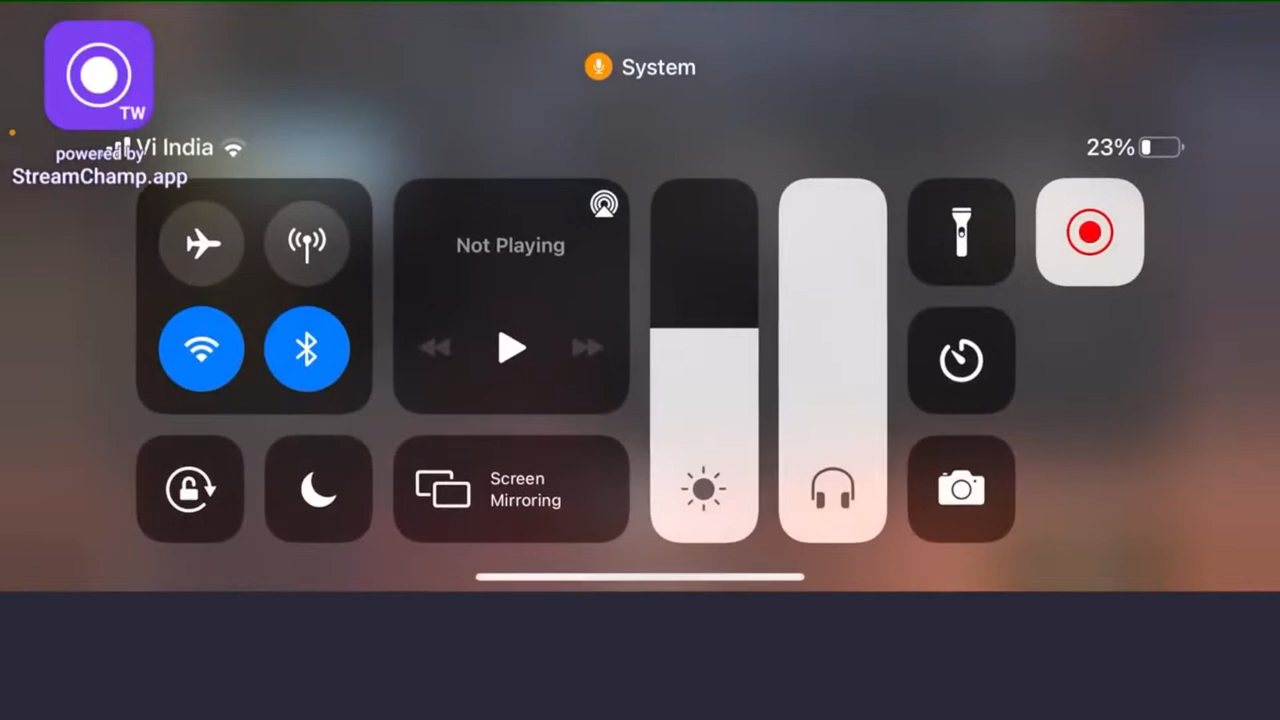 System
TW
powered by
StreamChamp.app
Vi India
23%
Not Playing
Screen
Mirroring